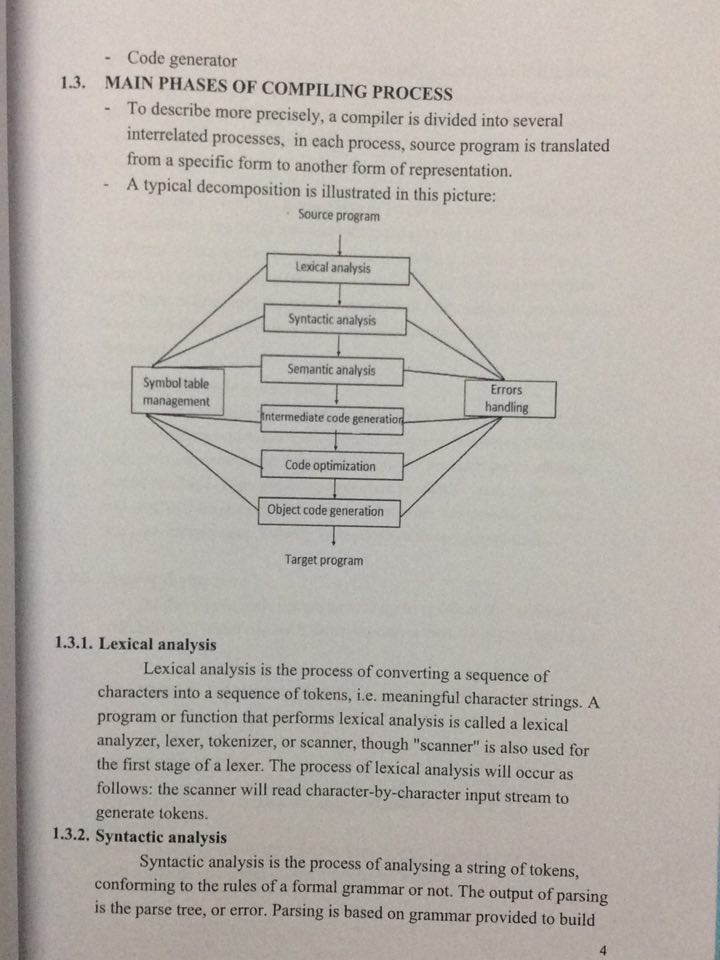 - Code generator
1.3. MAIN PHASES OF COMPILING PROCESS
- To describe more precisely, a compiler is divided into several
interrelated processes, in each process, source program is translated
from a specific form to another form of representation.
- A typical decomposition is illustrated in this picture:
Source program
Lexical analysis
Syntactic analysis
Semantic analysis
Symbol table
management
Errors
handling
Intermediate code generation
Code optimization
Object code generation
Target program
1.3.1. Lexical analysis
Lexical analysis is the process of converting a sequence of
characters into a sequence of tokens, i.e. meaningful character strings. A
program or function that performs lexical analysis is called a lexical
analyzer, lexer, tokenizer, or scanner, though "scanner" is also used for
the first stage of a lexer. The process of lexical analysis will occur as
follows: the scanner will read character-by-character input stream to
generate tokens.
1.3.2. Syntactic analysis
Syntactic analysis is the process of analysing a string of tokens,
conforming to the rules of a formal grammar or not. The output of parsing
is the parse tree, or error. Parsing is based on grammar provided to build
4